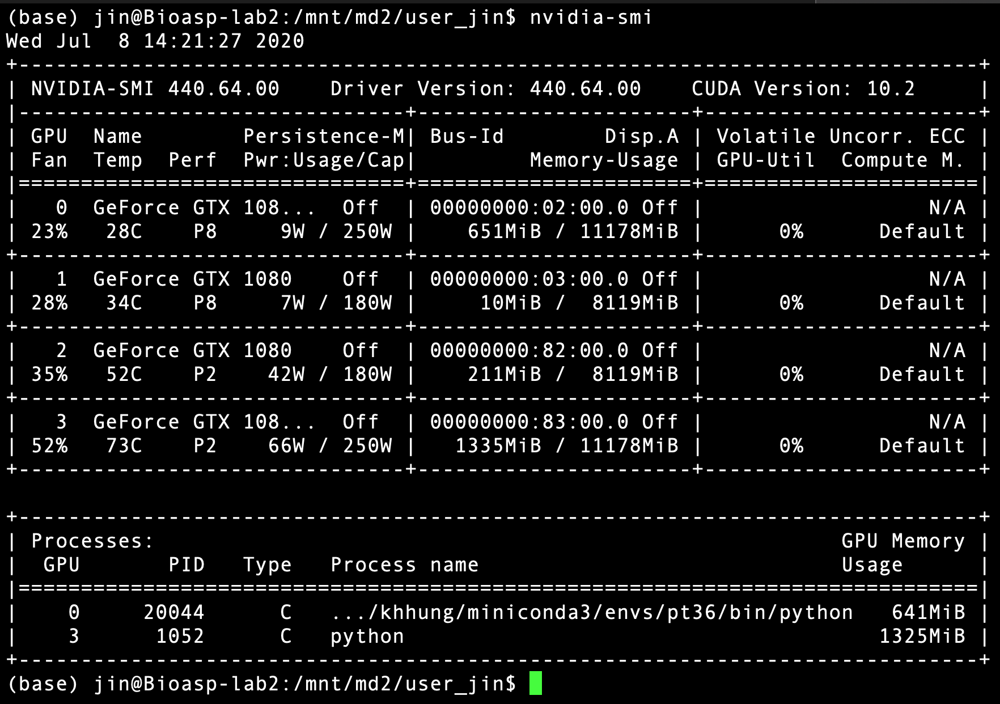 (base) jin@Bioasp-lab2:/mnt/md2/user_jin$ nvidia-smi
Wed Jul  8 14:21:27 2020
+-----------------------------------------------------------------------------+
| NVIDIA-SMI 440.64.00    Driver Version: 440.64.00    CUDA Version: 10.2     |
|-------------------------------+----------------------+----------------------+
| GPU  Name        Persistence-M| Bus-Id        Disp.A | Volatile Uncorr. ECC |
| Fan  Temp  Perf  Pwr:Usage/Cap|         Memory-Usage | GPU-Util  Compute M. |
|===============================+======================+======================|
|   0  GeForce GTX 108...  Off  | 00000000:02:00.0 Off |                  N/A |
| 23%   28C    P8     9W / 250W |    651MiB / 11178MiB |      0%      Default |
+-------------------------------+----------------------+----------------------+
|   1  GeForce GTX 1080    Off  | 00000000:03:00.0 Off |                  N/A |
| 28%   34C    P8     7W / 180W |     10MiB /  8119MiB |      0%      Default |
+-------------------------------+----------------------+----------------------+
|   2  GeForce GTX 1080    Off  | 00000000:82:00.0 Off |                  N/A |
| 35%   52C    P2    42W / 180W |    211MiB /  8119MiB |      0%      Default |
+-------------------------------+----------------------+----------------------+
|   3  GeForce GTX 108...  Off  | 00000000:83:00.0 Off |                  N/A |
| 52%   73C    P2    66W / 250W |   1335MiB / 11178MiB |      0%      Default |
+-------------------------------+----------------------+----------------------+

+-----------------------------------------------------------------------------+
| Processes:                                                       GPU Memory |
|  GPU       PID   Type   Process name                             Usage      |
|=============================================================================|
|    0     20044      C   .../khhung/miniconda3/envs/pt36/bin/python   641MiB |
|    3      1052      C   python                                      1325MiB |
+-----------------------------------------------------------------------------+
(base) jin@Bioasp-lab2:/mnt/md2/user_jin$